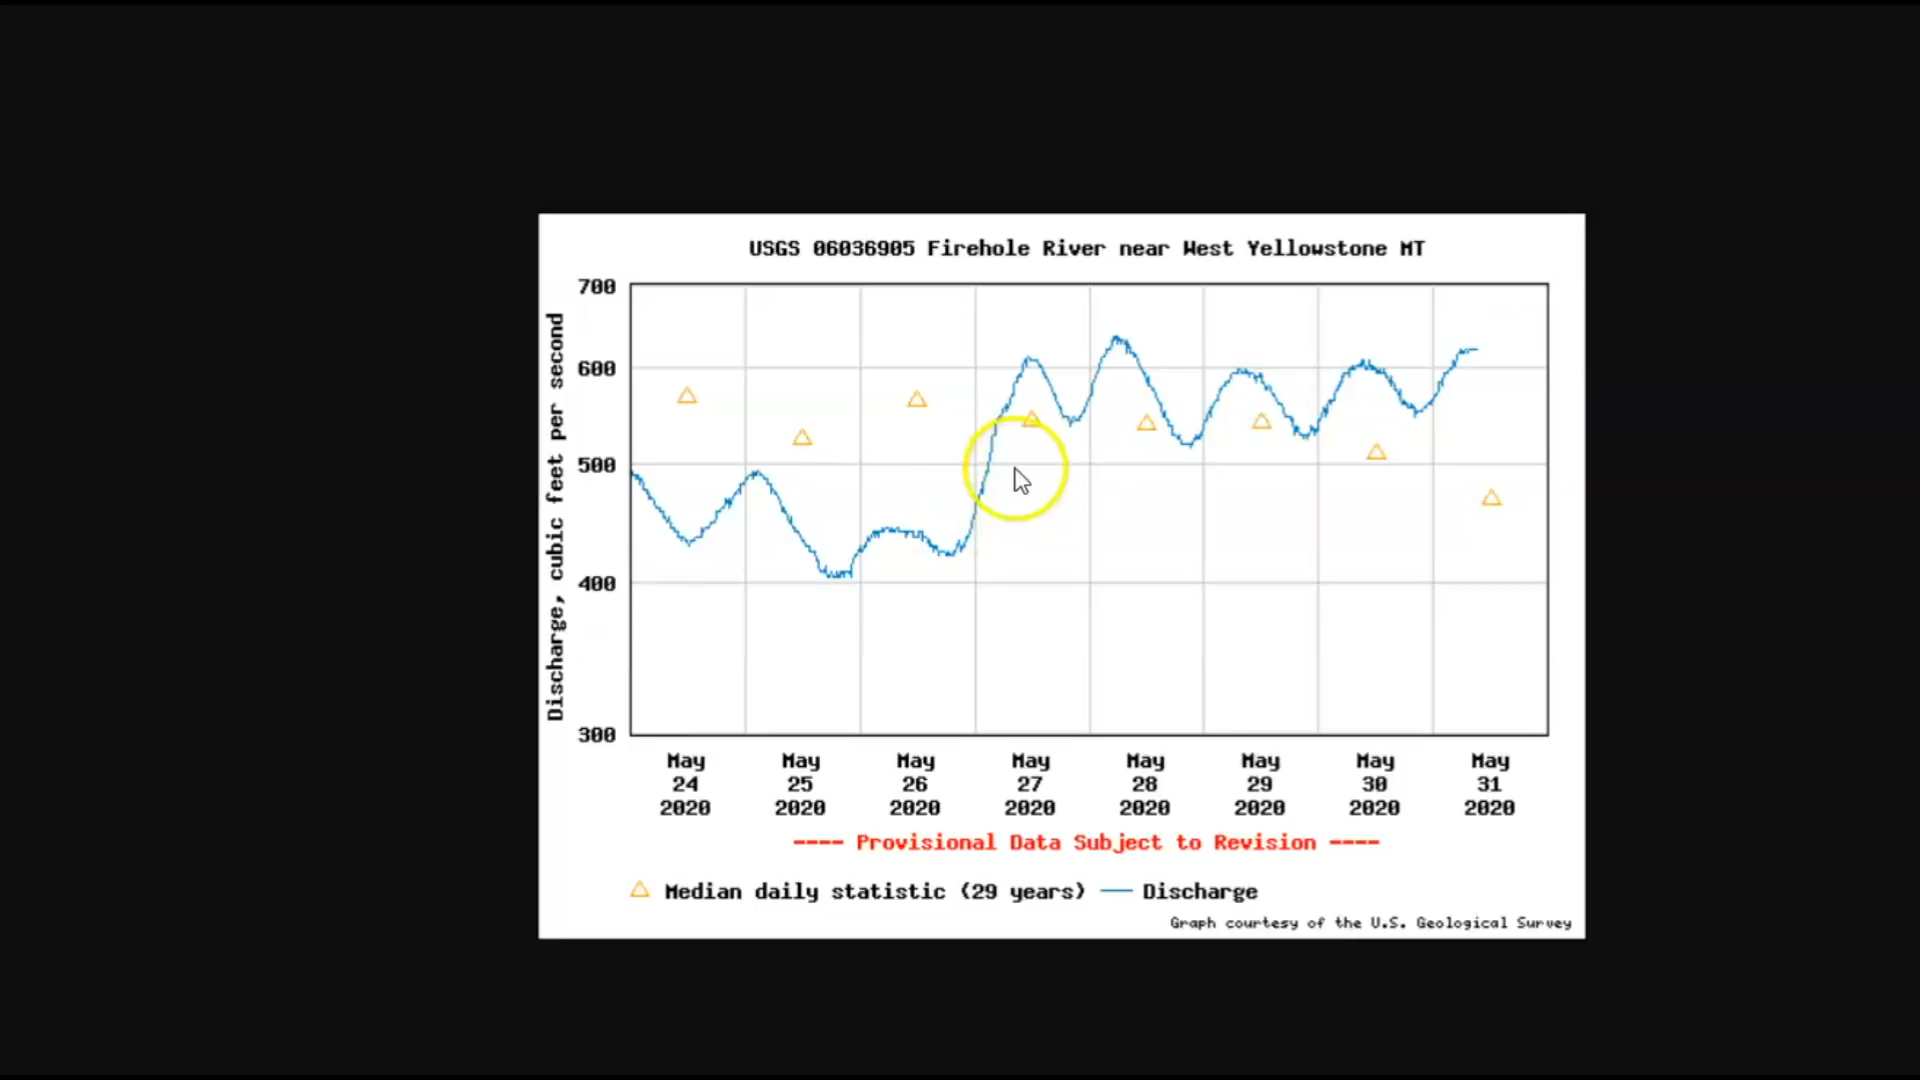 USGS 06036905 Firehole River near West Yellowstone MT
700
600
500
400
300
Discharge, cubic feet per second
May May May May May May May May
24 25 26 27 28 29 30 31
2020 2020 2020 2020 2020 2020 2020 2020
---- Provisional Data Subject to Revision ----
Median daily statistic (29 years) Discharge
Graph courtesy of the U.S. Geological Survey